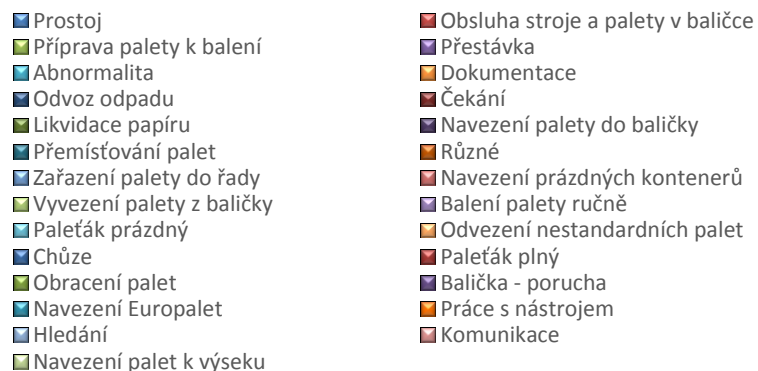 Prostoj
Obsluha stroje a palety v baličce
Příprava palety k balení
Přestávka
Abnormalita
Dokumentace
Odvoz odpadu
Čekání
Likvidace papíru
Navezení palety do baličky
Přemísťování palet
Různé
Zařazení palety do řady
Navezení prázdných kontenerů
Vyvezení palety z baličky
Balení palety ručně
Paleťák prázdný
Odvezení nestandardních palet
Chůze
Paleťák plný
Obracení palet
Balička - porucha
Navezení Europalet
Práce s nástrojem
Hledání
Komunikace
Navezení palet k výseku